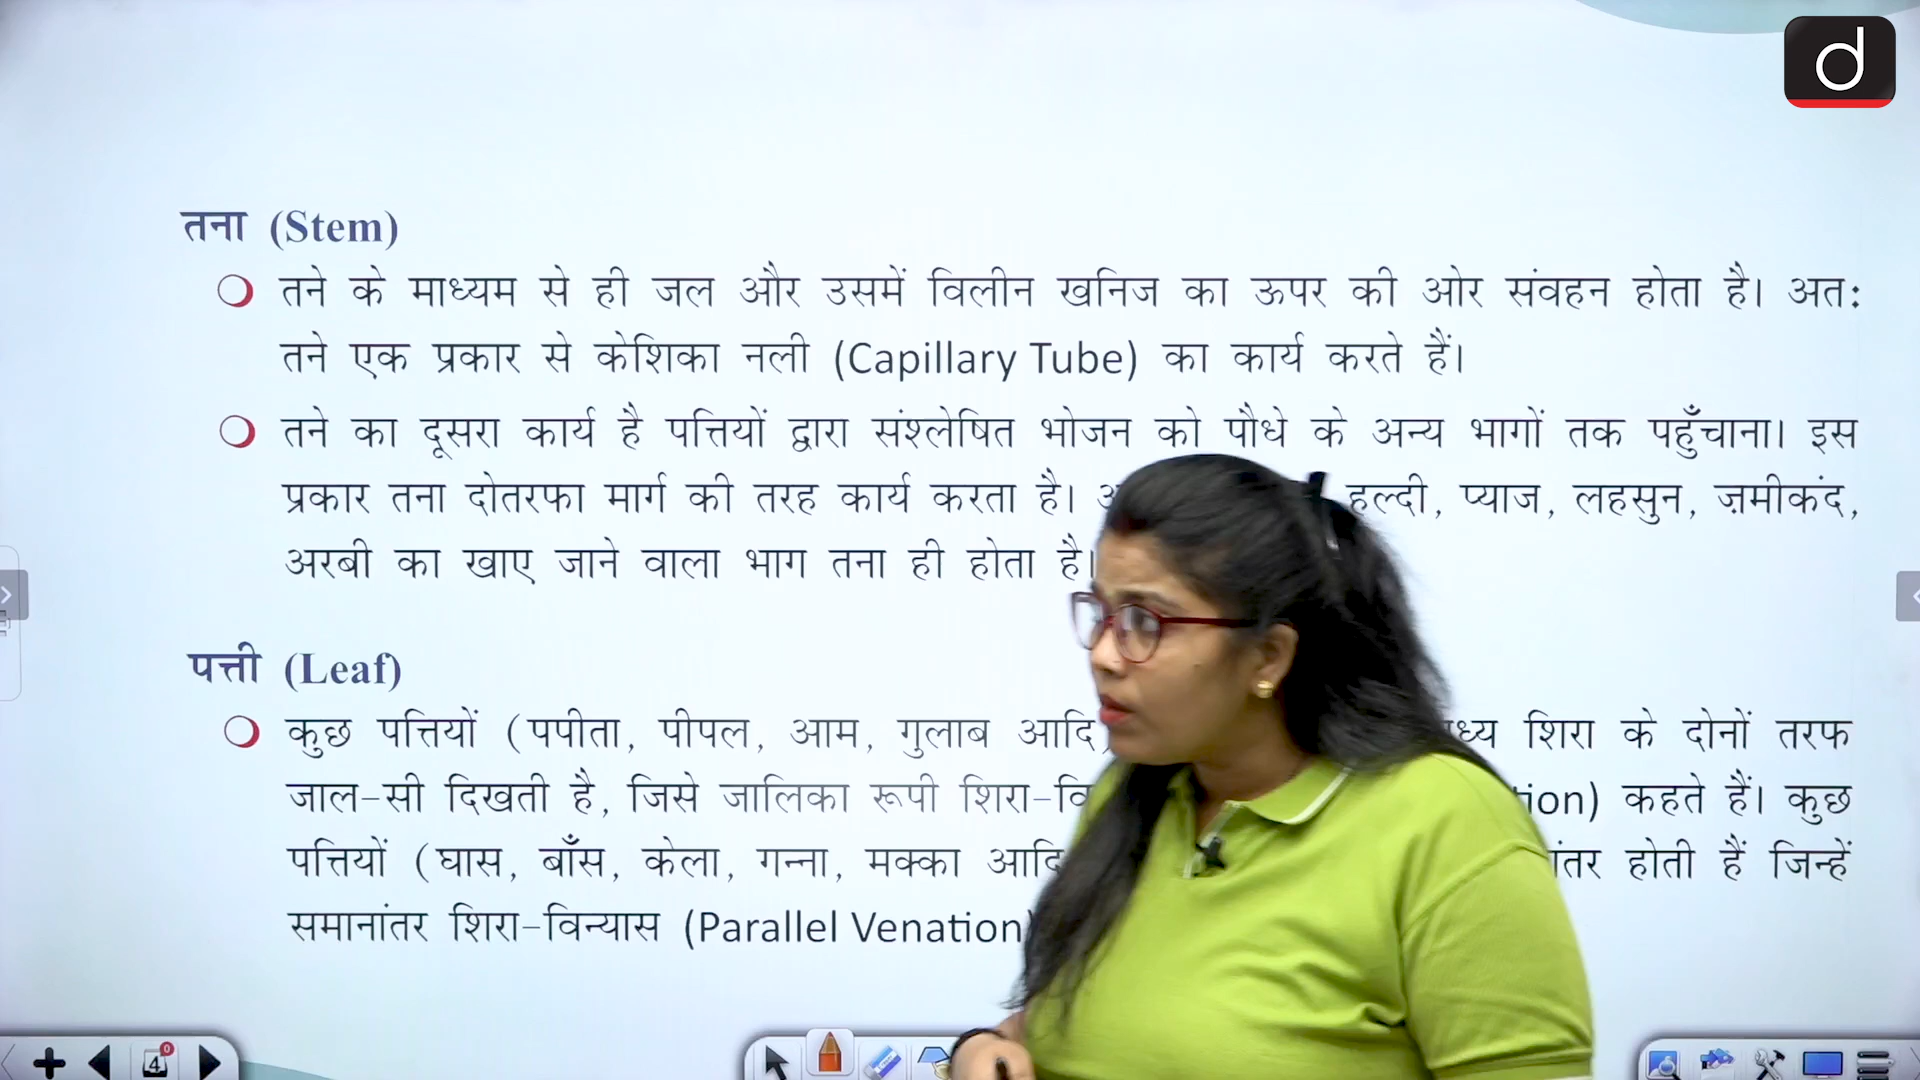 d
तना (Stem)
तने के माध्यम से ही जल और उसमें विलीन खनिज का ऊपर की ओर संवहन होता है। अतः
तने एक प्रकार से केशिका नली (Capillary Tube) का कार्य करते हैं।
तने का दूसरा कार्य है पत्तियों द्वारा संश्लेषित भोजन को पौधे के अन्य भागों तक पहुँचाना। इस
प्रकार तना दोतरफा मार्ग की तरह कार्य करता है। हल्दी, प्याज, लहसुन, ज़मीकंद,
अरबी का खाए जाने वाला भाग तना ही होता है।
पत्ती (Leaf)
कुछ पत्तियों (पपीता, पीपल, आम, गुलाब आदि) शिरा के दोनों तरफ
जाल-सी दिखती है, जिसे जालिका रूपी कहते हैं। कुछ
पत्तियों (घास, बाँस, केला, गन्ना, मक्का आदि होती हैं जिन्हें
समानांतर शिरा-विन्यास (Parallel Venation)
4
0